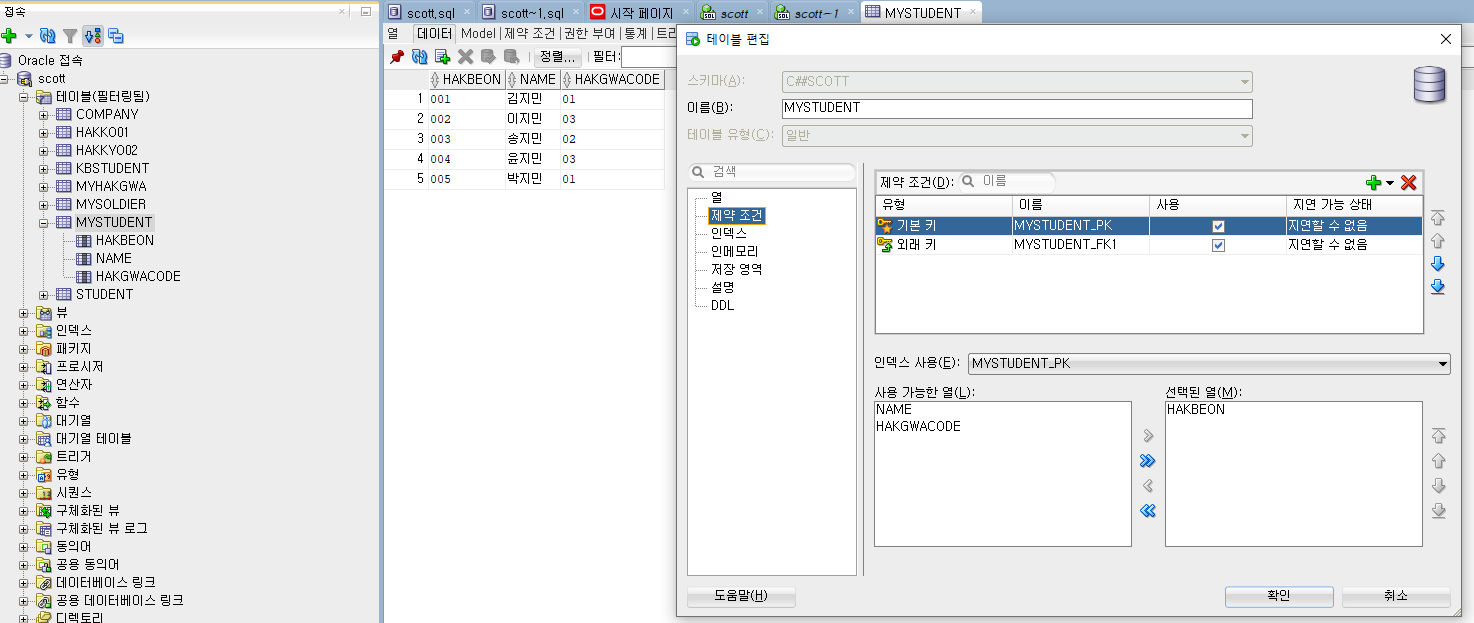 접속
scott,sql
scott~1,sql
시작 페이지
scott
scott~1
MYSTUDENT
열 데이터 Model 제약 조건 권한 부여 통계 트리
정렬...
필터:
Oracle 접속
scott
테이블(필터링됨)
COMPANY
HAKKO01
HAKKYO02
KBSTUDENT
MYHAKGWA
MYSOLDIER
MYSTUDENT
HAKBEON
NAME
HAKGWACODE
STUDENT
뷰
인덱스
패키지
프로시저
연산자
함수
대기열
대기열 테이블
트리거
유형
시퀀스
구체화된 뷰
구체화된 뷰 로그
동의어
공용 동의어
데이터베이스 링크
공용 데이터베이스 링크
디렉토리
HAKBEON NAME HAKGWACODE
1 001 김지민 01
2 002 이지민 03
3 003 송지민 02
4 004 윤지민 03
5 005 박지민 01
테이블 편집
스키마(A): C##SCOTT
이름(B): MYSTUDENT
테이블 유형(C): 일반
검색
열
제약 조건
인덱스
인메모리
저장 영역
설명
DDL
제약 조건(D): 이름
유형 이름 사용 지연 가능 상태
기본 키 MYSTUDENT_PK 지연할 수 없음
외래 키 MYSTUDENT_FK1 지연할 수 없음
인덱스 사용(E): MYSTUDENT_PK
사용 가능한 열(L):
NAME
HAKGWACODE
선택된 열(M):
HAKBEON
도움말(H)
확인
취소